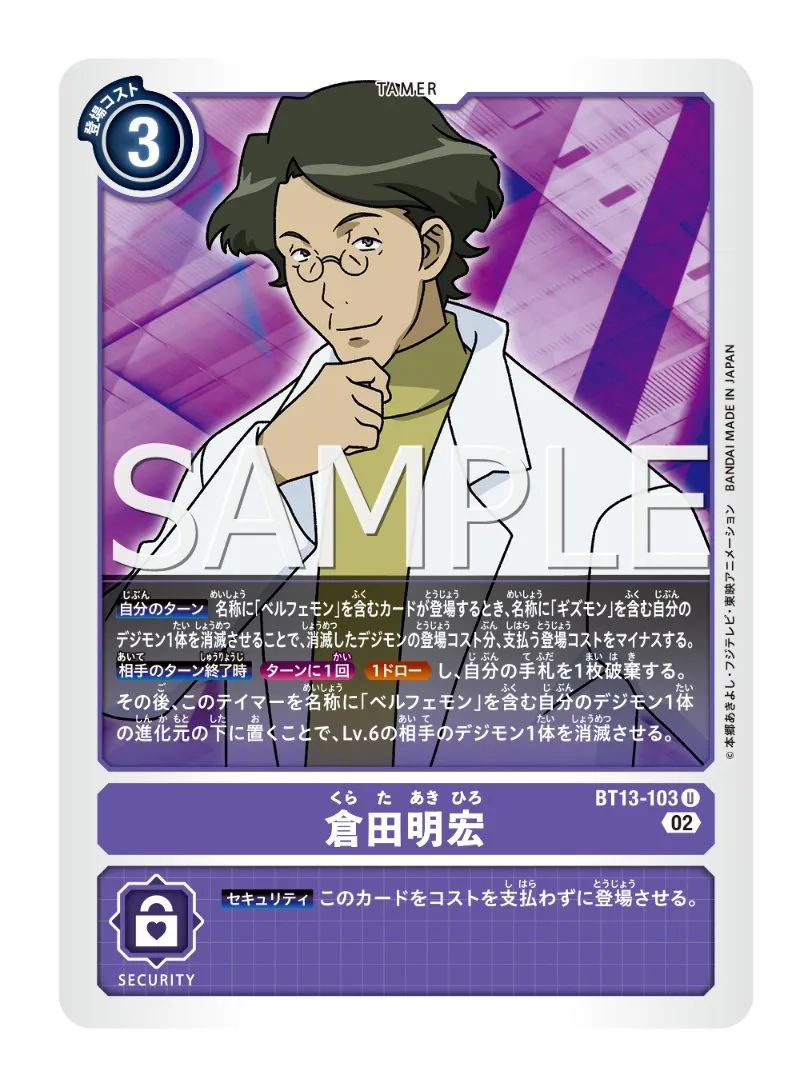 TAMER
登場コスト
3
SAMPLE
自分のターン 名称に「ベルフェモン」を含むカードが登場するとき、名称に「ギズモン」を含む自分の
デジモン1体を消滅させることで、消滅したデジモンの登場コスト分、支払う登場コストをマイナスする。
相手のターン終了時 ターンに1回 1ドロー し、自分の手札を1枚破棄する。
その後、このテイマーを名称に「ベルフェモン」を含む自分のデジモン1体
の進化元の下に置くことで、Lv.6の相手のデジモン1体を消滅させる。
©本郷あきよし・フジテレビ・東映アニメーション BANDAI MADE IN JAPAN
くらたあきひろ
倉田明宏
BT13-103 U
02
セキュリティ このカードをコストを支払わずに登場させる。
SECURITY